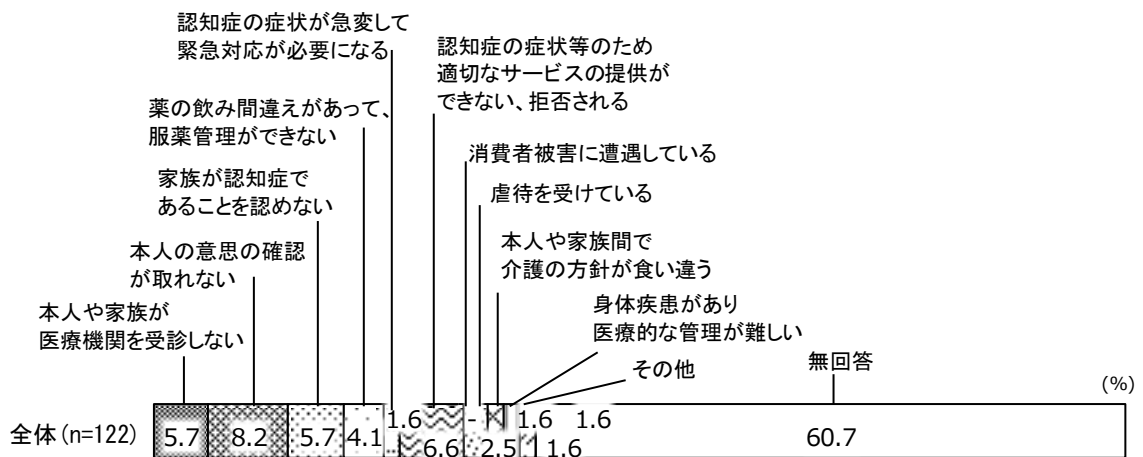 認知症の症状が急変して
緊急対応が必要になる
認知症の症状等のため
適切なサービスの提供が
できない、拒否される
薬の飲み間違えがあって、
服薬管理ができない
消費者被害に遭遇している
家族が認知症で
あることを認めない
虐待を受けている
本人の意思の確認
が取れない
本人や家族間で
介護の方針が食い違う
本人や家族が
医療機関を受診しない
身体疾患があり
医療的な管理が難しい
その他
無回答
(%)
全体(n=122)
5.7
8.2
5.7
4.1
1.6
6.6
-
2.5
1.6
1.6
1.6
60.7